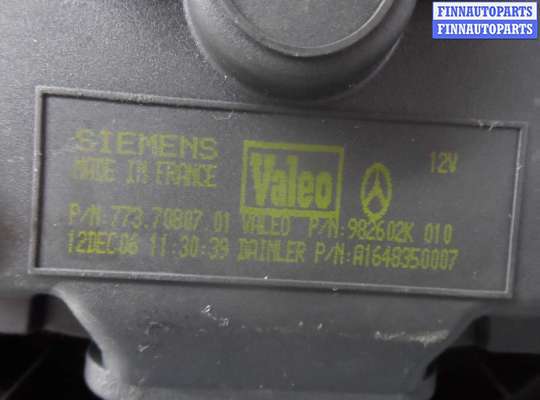 FINNAUTOPARTS
FINNAUTOPARTS
SIEMENS
MADE IN FRANCE
Valeo
12V
P/N:773.70807.01 VALEO P/N:982602K 010
12DEC06 11:30:39 DAIMLER P/N:A1648350007